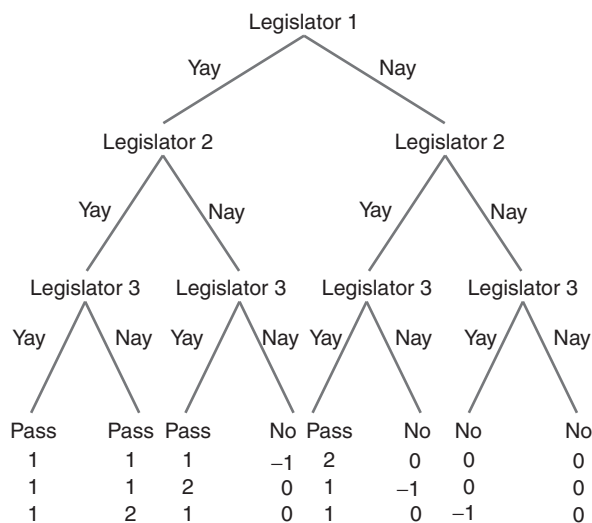 Legislator 1
Yay Nay
Legislator 2 Legislator 2
Yay Nay Yay Nay
Legislator 3 Legislator 3 Legislator 3 Legislator 3
Yay Nay Yay Nay Yay Nay Yay Nay
Pass Pass Pass No Pass No No No
1 1 1 –1 2 0 0 0
1 1 2 0 1 –1 0 0
1 2 1 0 1 0 –1 0